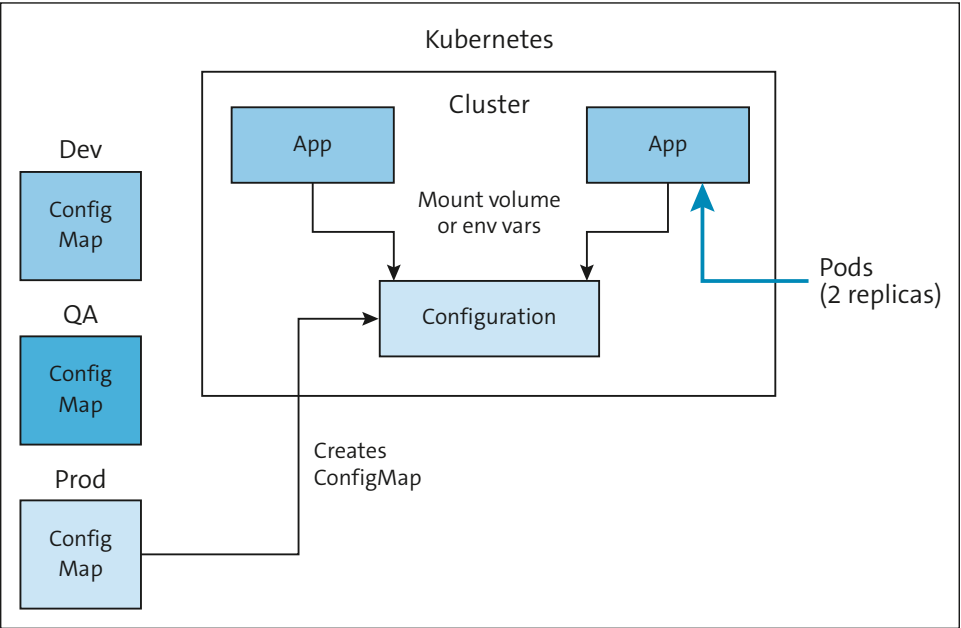 Kubernetes
Cluster
App
App
Mount volume
or env vars
Configuration
Pods
(2 replicas)
Dev
Config
Map
QA
Config
Map
Prod
Config
Map
Creates
ConfigMap